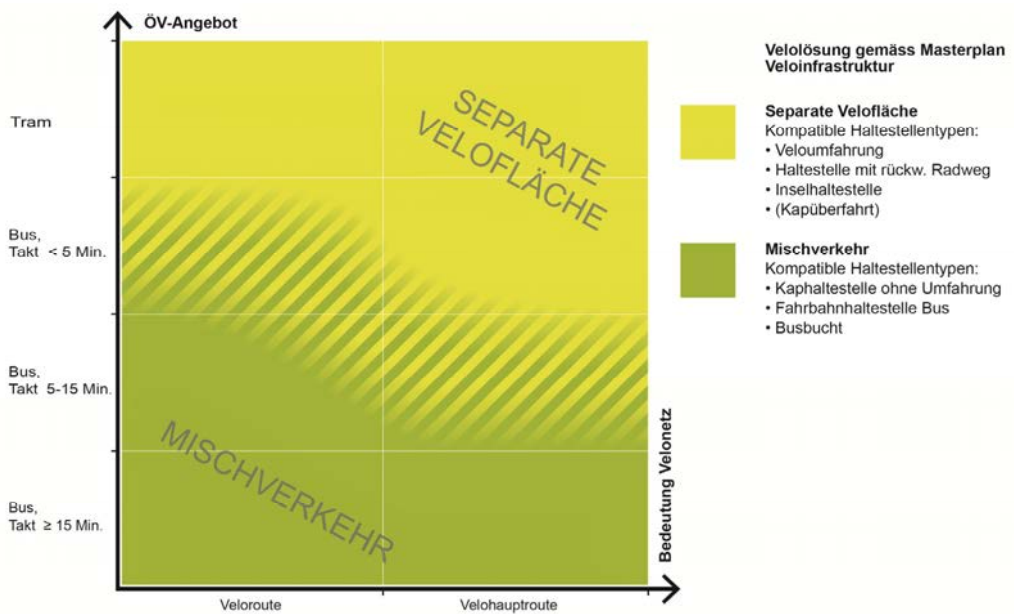 ÖV-Angebot
Tram
Bus,
Takt < 5 Min.
Bus,
Takt 5-15 Min.
Bus,
Takt ≥ 15 Min.
SEPARATE
VELOFLÄCHE
MISCHVERKEHR
Veloroute
Velohauptroute
Bedeutung Velonetz
Velolösung gemäss Masterplan
Veloinfrastruktur
Separate Velofläche
Kompatible Haltestellentypen:
• Veloumfahrung
• Haltestelle mit rückw. Radweg
• Inselhaltestelle
• (Kapüberfahrt)
Mischverkehr
Kompatible Haltestellentypen:
• Kaphaltestelle ohne Umfahrung
• Fahrbahnhaltestelle Bus
• Busbucht